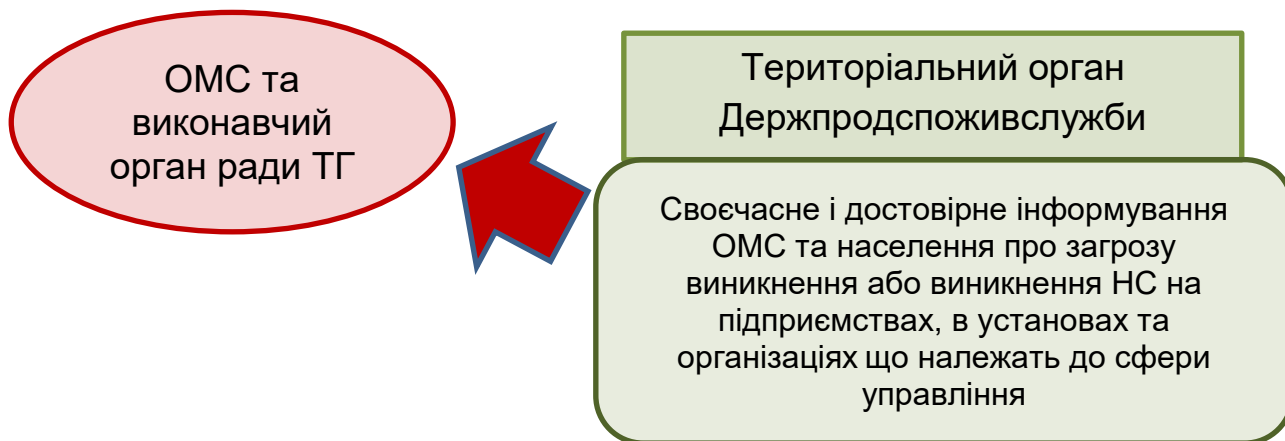 ОМС та
виконавчий
орган ради ТГ
Територіальний орган
Держпродспоживслужби
Своєчасне і достовірне інформування
ОМС та населення про загрозу
виникнення або виникнення НС на
підприємствах, в установах та
організаціях що належать до сфери
управління